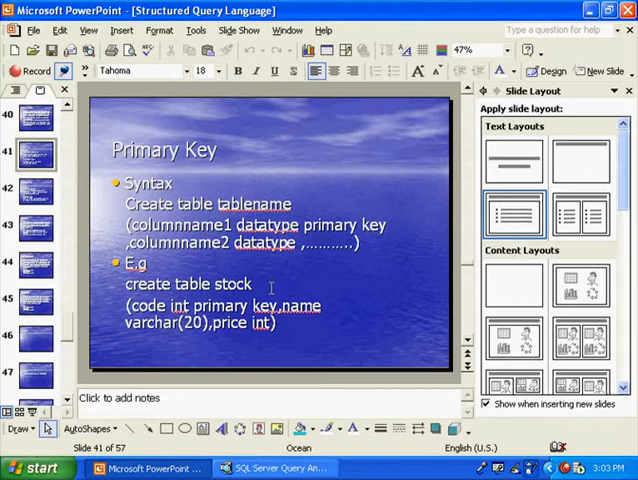 Microsoft PowerPoint - [Structured Query Language]
File Edit View Insert Format Tools Slide Show Window Help Type a question for help
47%
Record Tahoma 18 B I U S Design New Slide
40
41
42
43
44
45
46
47
Primary Key
Syntax
Create table tablename
(columnname1 datatype primary key
,columnname2 datatype ,………..)
E.g
create table stock
(code int primary key,name
varchar(20),price int)
Slide Layout
Apply slide layout:
Text Layouts
Content Layouts
Show when inserting new slides
Click to add notes
Draw AutoShapes
Slide 41 of 57 Ocean English (U.S.)
start Microsoft PowerPoint ... SQL Server Query An... 3:03 PM